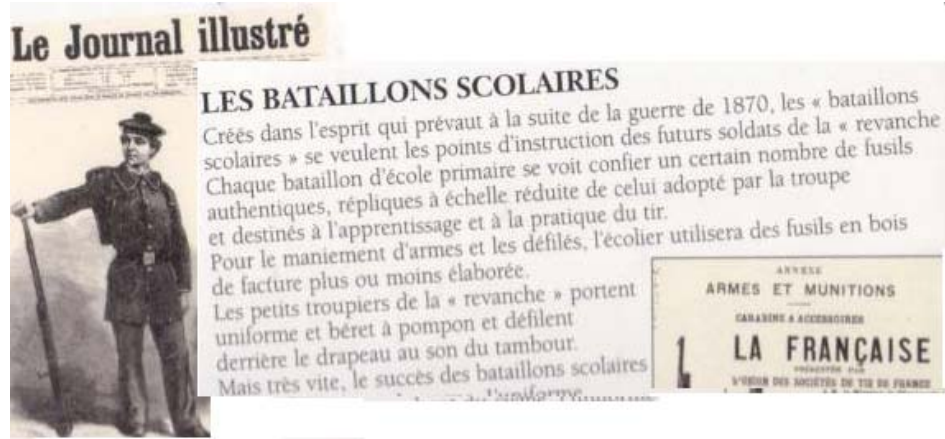 Le Journal illustré
LES BATAILLONS SCOLAIRES
Créés dans l'esprit qui prévaut à la suite de la guerre de 1870, les « bataillons
scolaires » se veulent les points d'instruction des futurs soldats de la « revanche
Chaque bataillon d'école primaire se voit confier un certain nombre de fusils
authentiques, répliques à échelle réduite de celui adopté par la troupe
et destinés à l'apprentissage et à la pratique du tir.
Pour le maniement d'armes et les défilés, l'écolier utilisera des fusils en bois
de facture plus ou moins élaborée.
Les petits troupiers de la « revanche » portent
uniforme et béret à pompon et défilent
derrière le drapeau au son du tambour.
Mais très vite, le succès des bataillons scolaires
l'uniforme
ANNEXE
ARMES ET MUNITIONS
CARABINE & ACCESSOIRES
LA FRANÇAISE
L'UNION DES SOCIÉTÉS DE TIR DE FRANCE